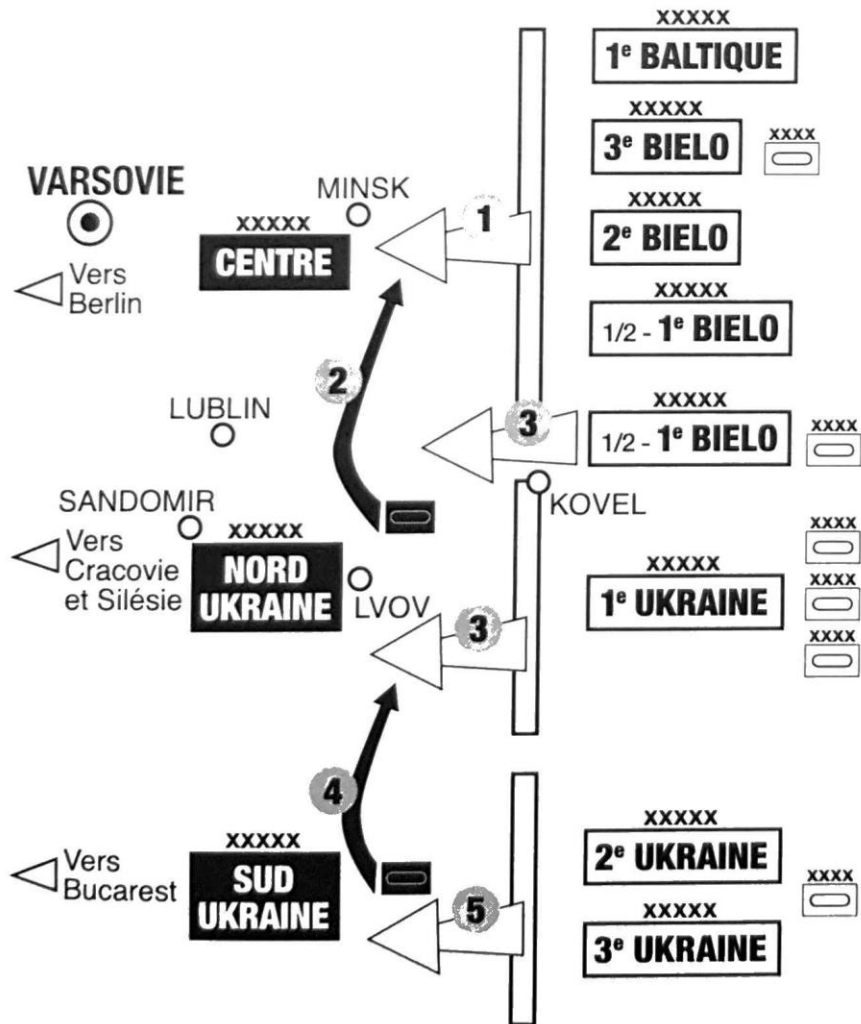 XXXXX
1e BALTIQUE
XXXXX
3e BIELO
XXXX
VARSOVIE
MINSK
1
XXXXX
2e BIELO
XXXXX
CENTRE
Vers
Berlin
XXXXX
1/2 - 1e BIELO
2
LUBLIN
3
XXXXX
1/2 - 1e BIELO
XXXX
KOVEL
SANDOMIR
XXXXX
NORD
UKRAINE
Vers
Cracovie
et Silésie
LVOV
3
XXXXX
1e UKRAINE
XXXX
XXXX
XXXX
4
XXXXX
SUD
UKRAINE
Vers
Bucarest
5
XXXXX
2e UKRAINE
XXXX
XXXXX
3e UKRAINE